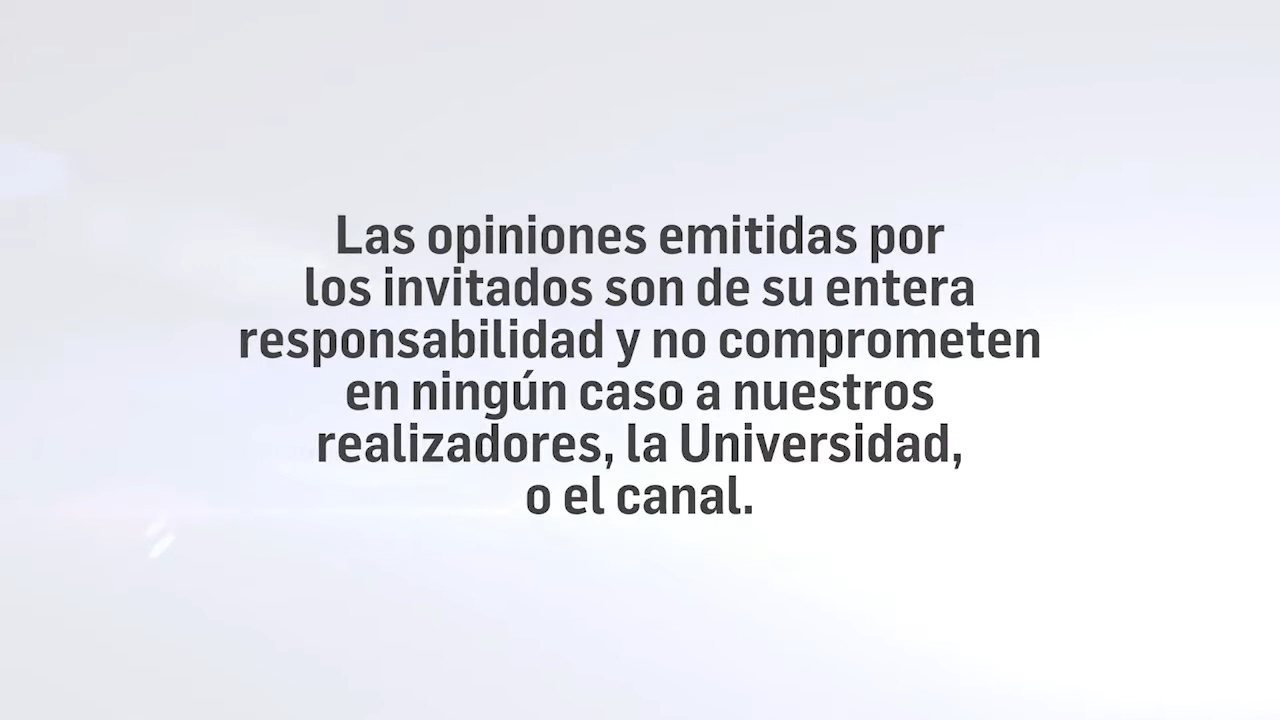 Las opiniones emitidas por
los invitados son de su entera
responsabilidad y no comprometen
en ningún caso a nuestros
realizadores, la Universidad,
o el canal.